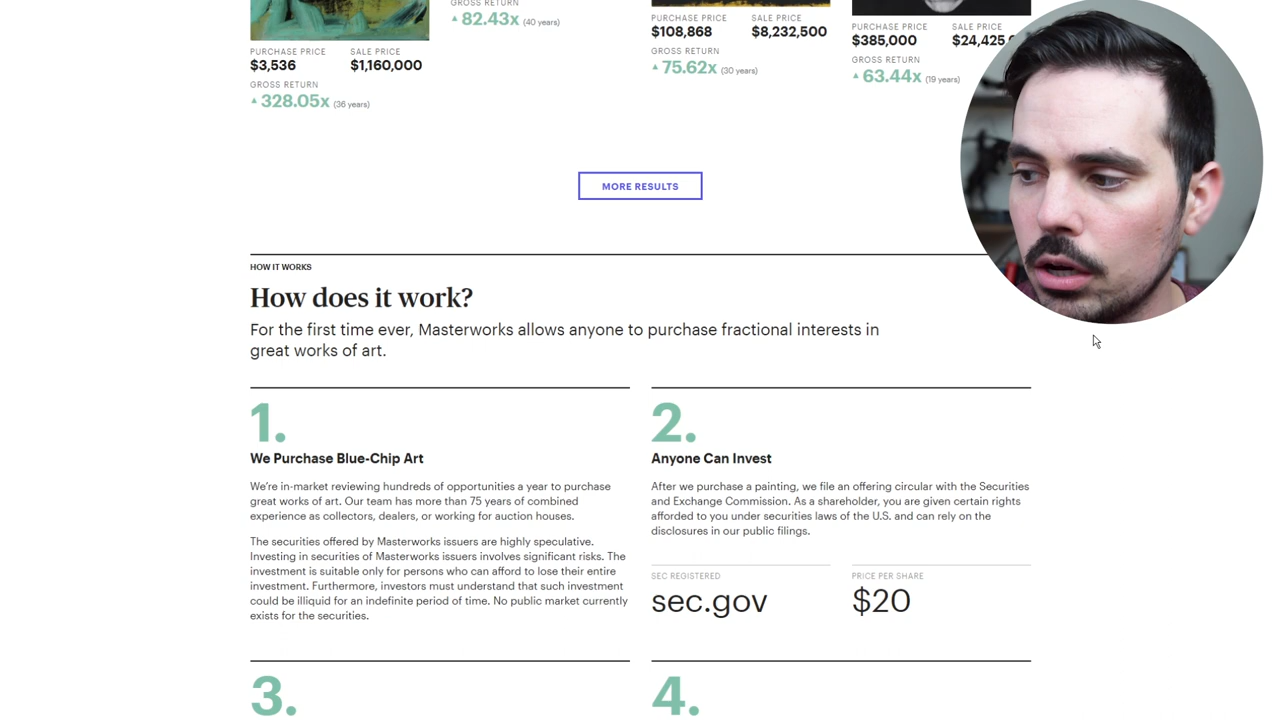 GROSS RETURN
▲ 82.43x (40 years)
PURCHASE PRICE SALE PRICE
$108,868 $8,232,500
GROSS RETURN
▲ 75.62x (30 years)
PURCHASE PRICE SALE PRICE
$385,000 $24,425,
GROSS RETURN
▲ 63.44x (19 years)
PURCHASE PRICE SALE PRICE
$3,536 $1,160,000
GROSS RETURN
▲ 328.05x (36 years)
MORE RESULTS
HOW IT WORKS
How does it work?
For the first time ever, Masterworks allows anyone to purchase fractional interests in
great works of art.
1.
We Purchase Blue-Chip Art
We're in-market reviewing hundreds of opportunities a year to purchase
great works of art. Our team has more than 75 years of combined
experience as collectors, dealers, or working for auction houses.
The securities offered by Masterworks issuers are highly speculative.
Investing in securities of Masterworks issuers involves significant risks. The
investment is suitable only for persons who can afford to lose their entire
investment. Furthermore, investors must understand that such investment
could be illiquid for an indefinite period of time. No public market currently
exists for the securities.
2.
Anyone Can Invest
After we purchase a painting, we file an offering circular with the Securities
and Exchange Commission. As a shareholder, you are given certain rights
afforded to you under securities laws of the U.S. and can rely on the
disclosures in our public filings.
SEC REGISTERED
sec.gov
PRICE PER SHARE
$20
3.
4.